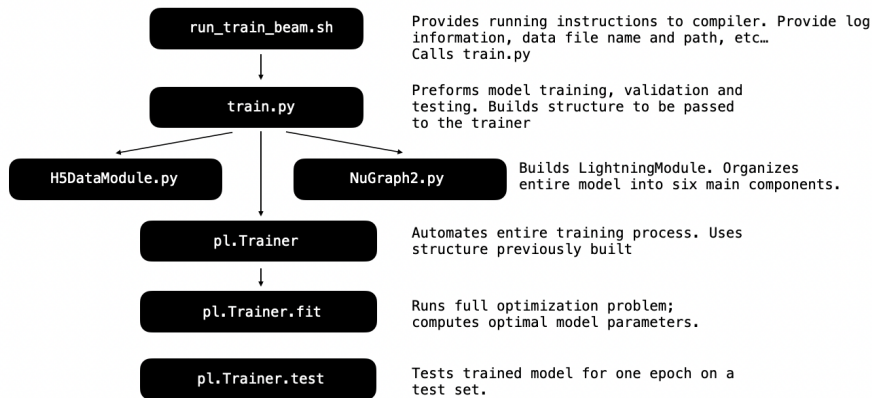 run_train_beam.sh
Provides running instructions to compiler. Provide log
information, data file name and path, etc…
Calls train.py
train.py
Preforms model training, validation and
testing. Builds structure to be passed
to the trainer
H5DataModule.py
NuGraph2.py
Builds LightningModule. Organizes
entire model into six main components.
pl.Trainer
Automates entire training process. Uses
structure previously built
pl.Trainer.fit
Runs full optimization problem;
computes optimal model parameters.
pl.Trainer.test
Tests trained model for one epoch on a
test set.